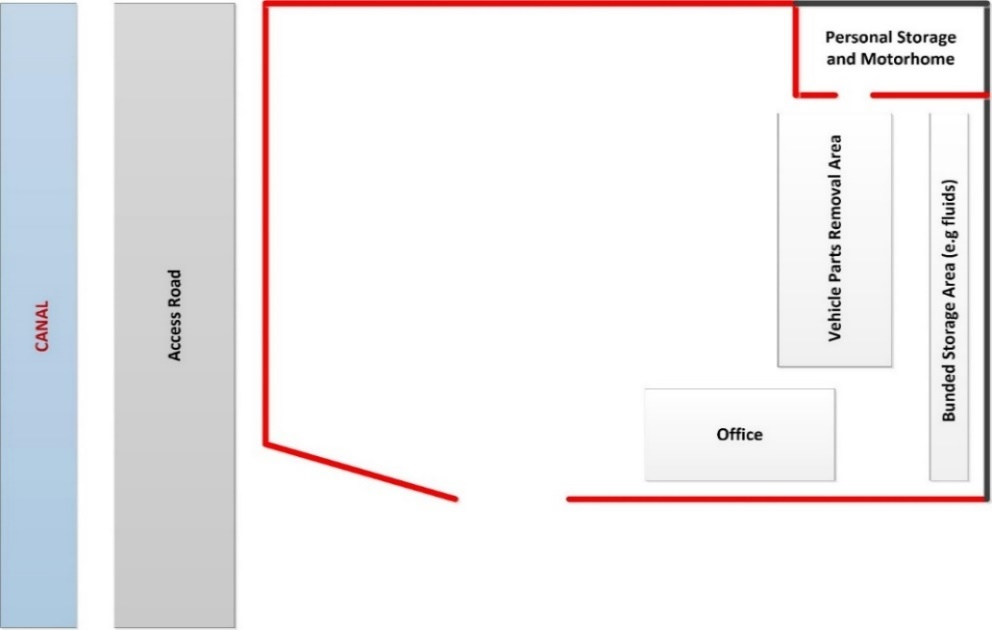 Personal Storage
and Motorhome
Vehicle Parts Removal Area
Bunded Storage Area (e.g fluids)
CANAL
Access Road
Office